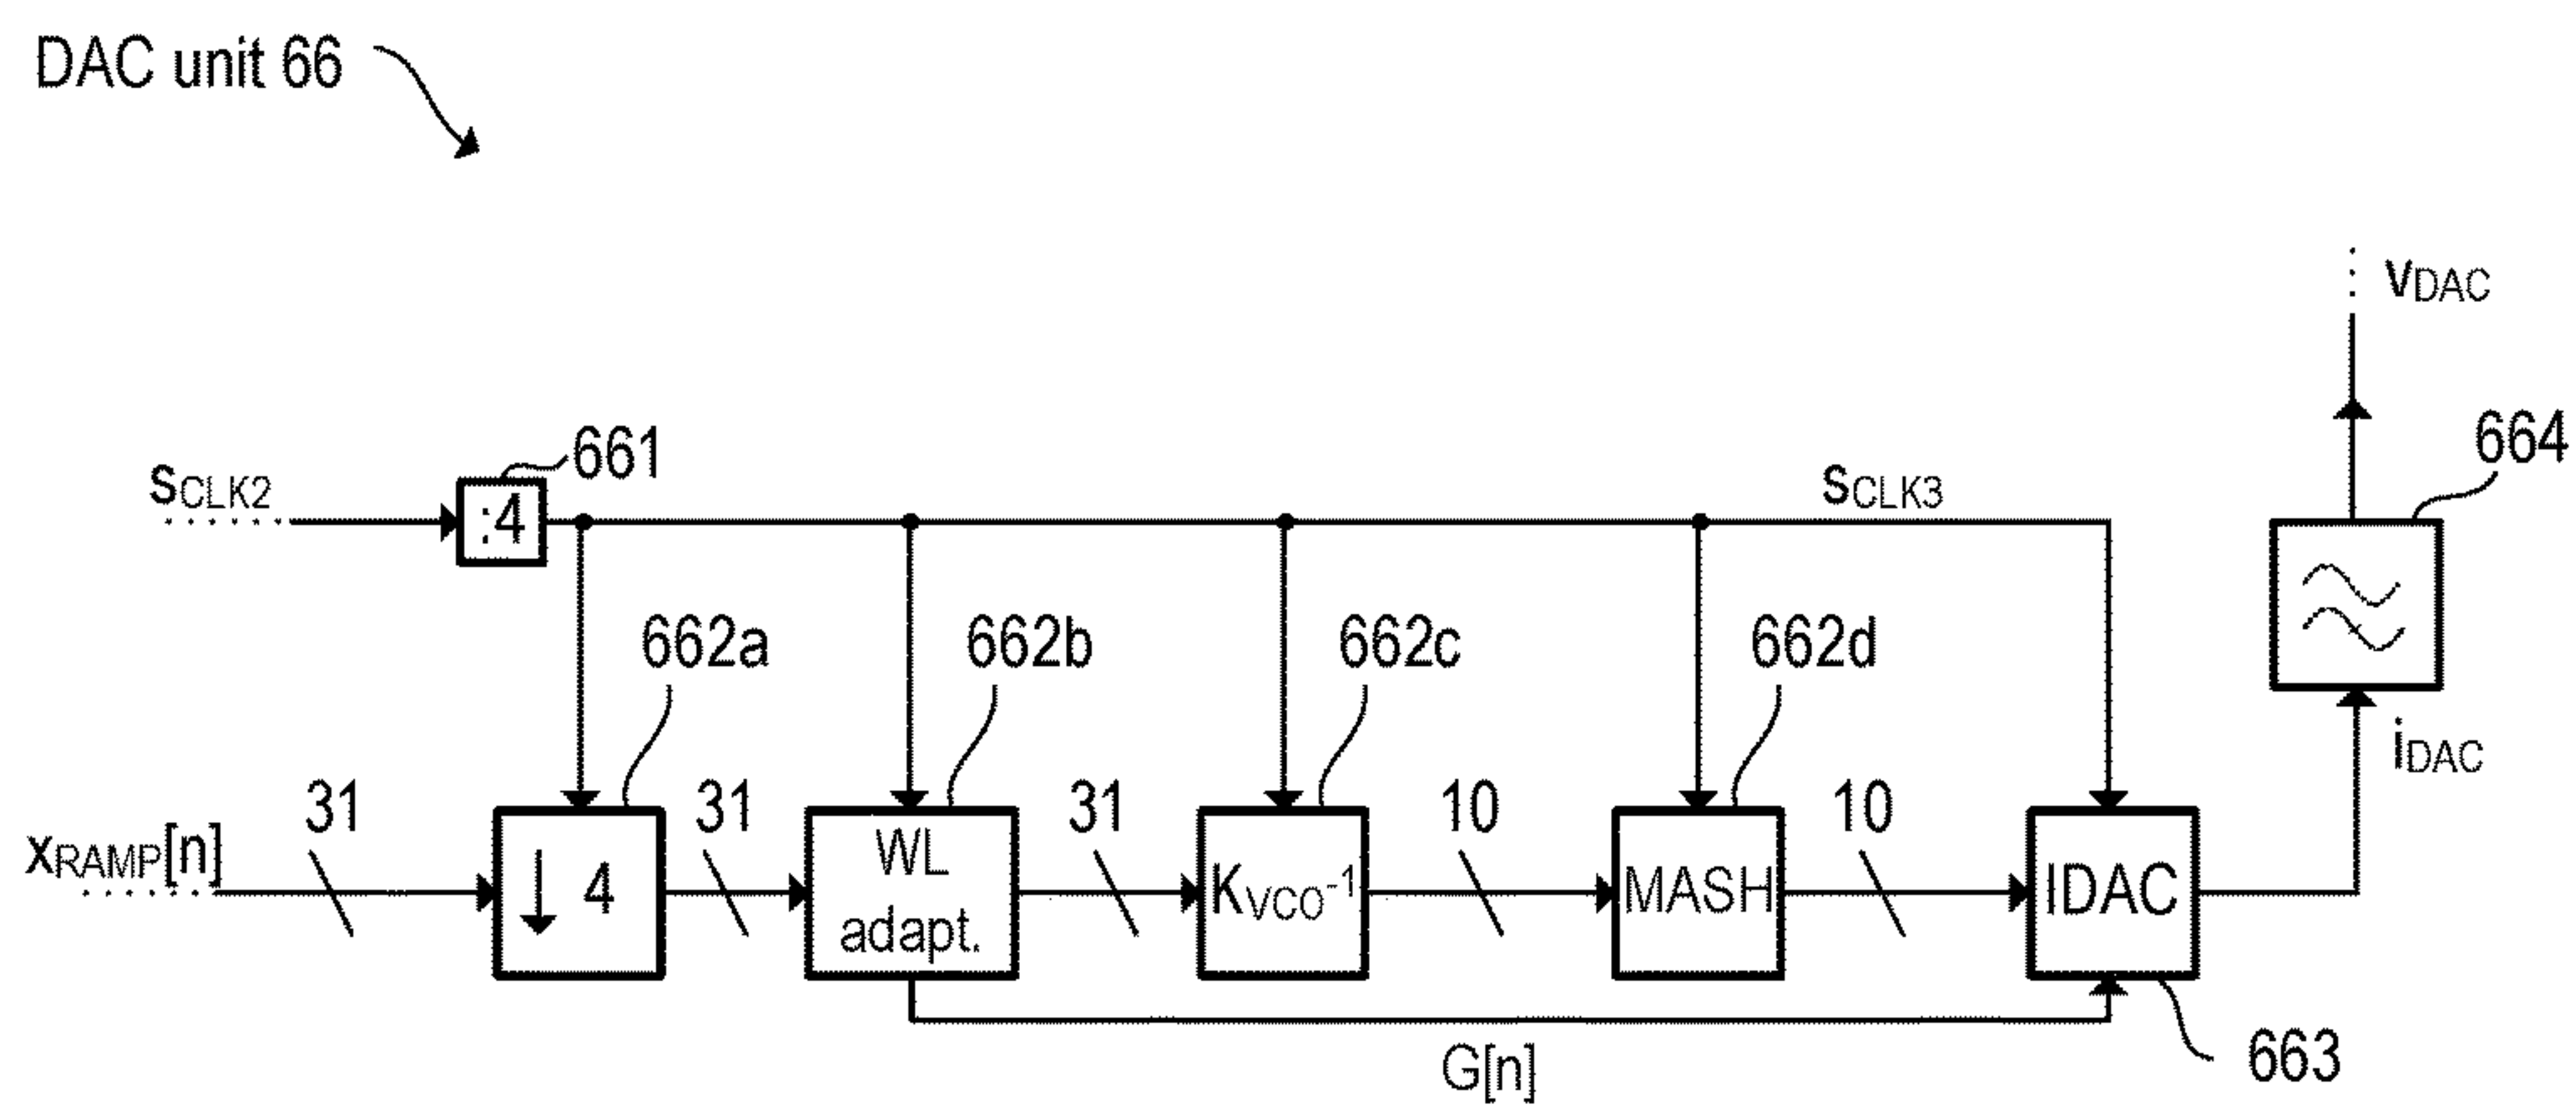 DAC unit 66
vDAC
661
664
sCLK2
:4
sCLK3
662a
662b
662c
662d
iDAC
31
31
31
10
10
xRAMP[n]
↓ 4
WL
adapt.
KVCO-1
MASH
IDAC
G[n]
663